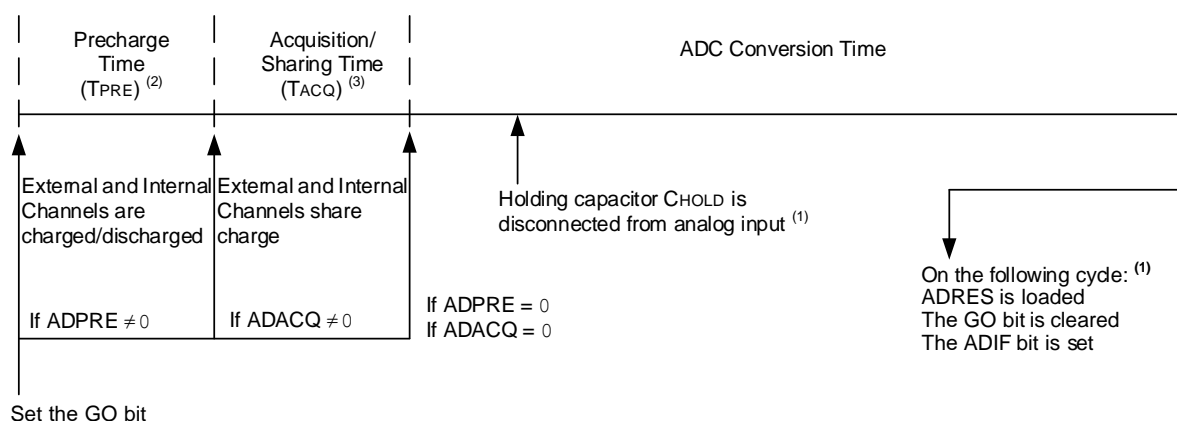 Precharge
Time
(TPRE) (2)
Acquisition/
Sharing Time
(TACQ) (3)
ADC Conversion Time
External and Internal
Channels are
charged/discharged
External and Internal
Channels share
charge
Holding capacitor CHOLD is
disconnected from analog input (1)
If ADPRE ≠ 0
If ADACQ ≠ 0
If ADPRE = 0
If ADACQ = 0
On the following cycle: (1)
ADRES is loaded
The GO bit is cleared
The ADIF bit is set
Set the GO bit